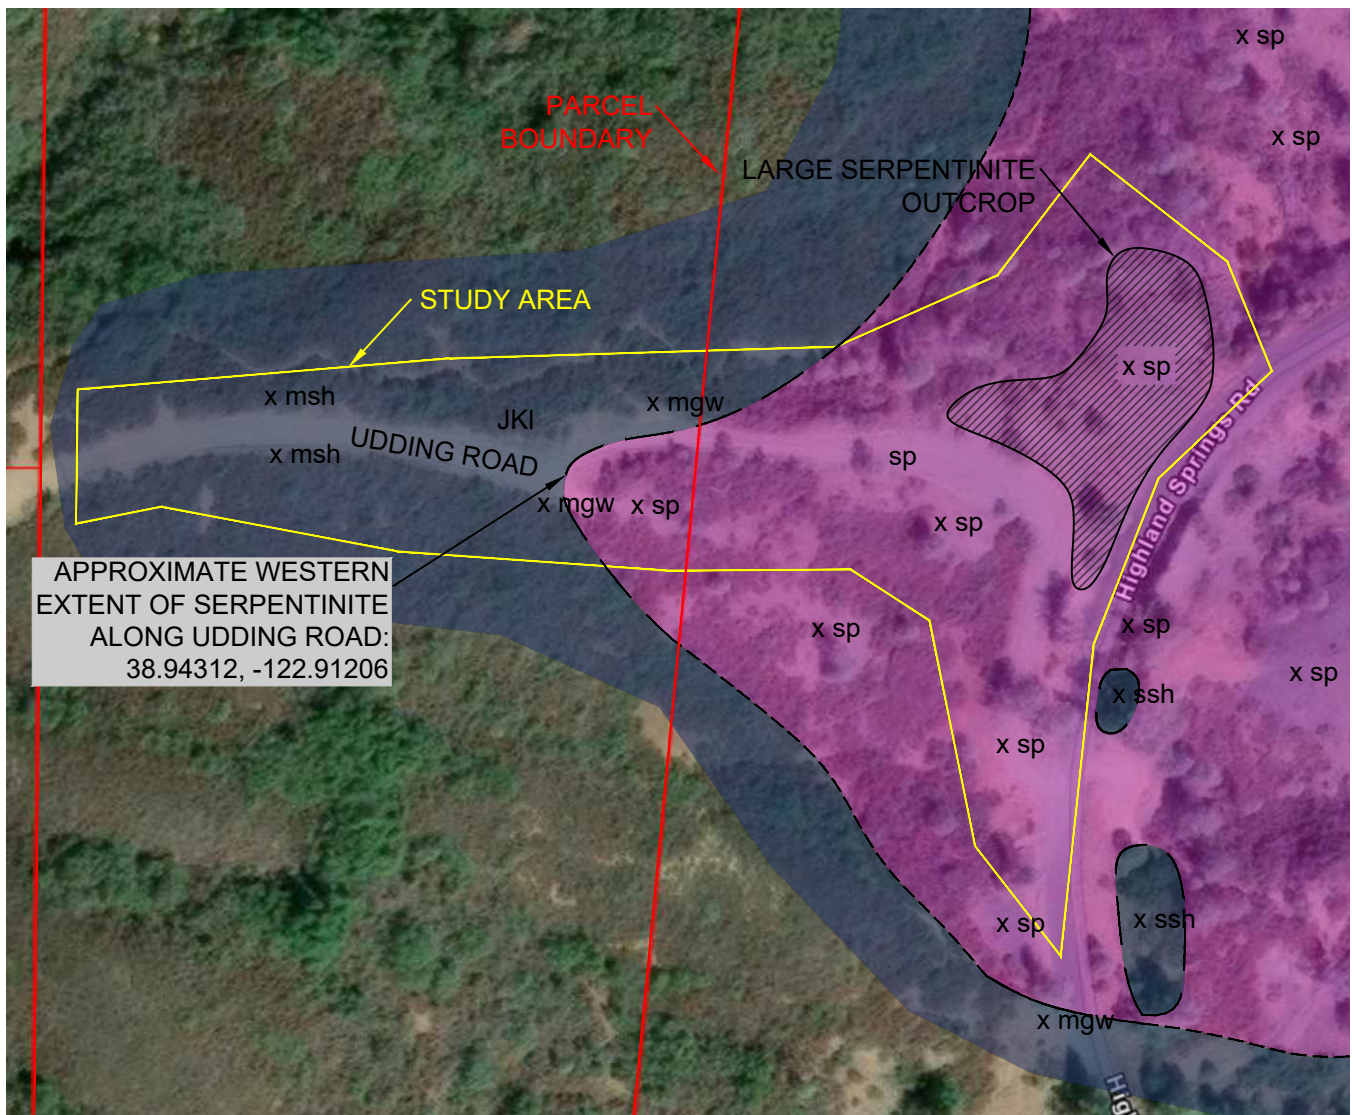 x sp
PARCEL
BOUNDARY
x sp
LARGE SERPENTINITE
OUTCROP
STUDY AREA
x sp
x msh
x mgw
JKl
UDDING ROAD
x msh
sp
Highland Springs Rd
x mgw
x sp
x sp
APPROXIMATE WESTERN
EXTENT OF SERPENTINITE
ALONG UDDING ROAD:
38.94312, -122.91206
x sp
x sp
x sp
x ssh
x sp
x sp
x ssh
x mgw
High